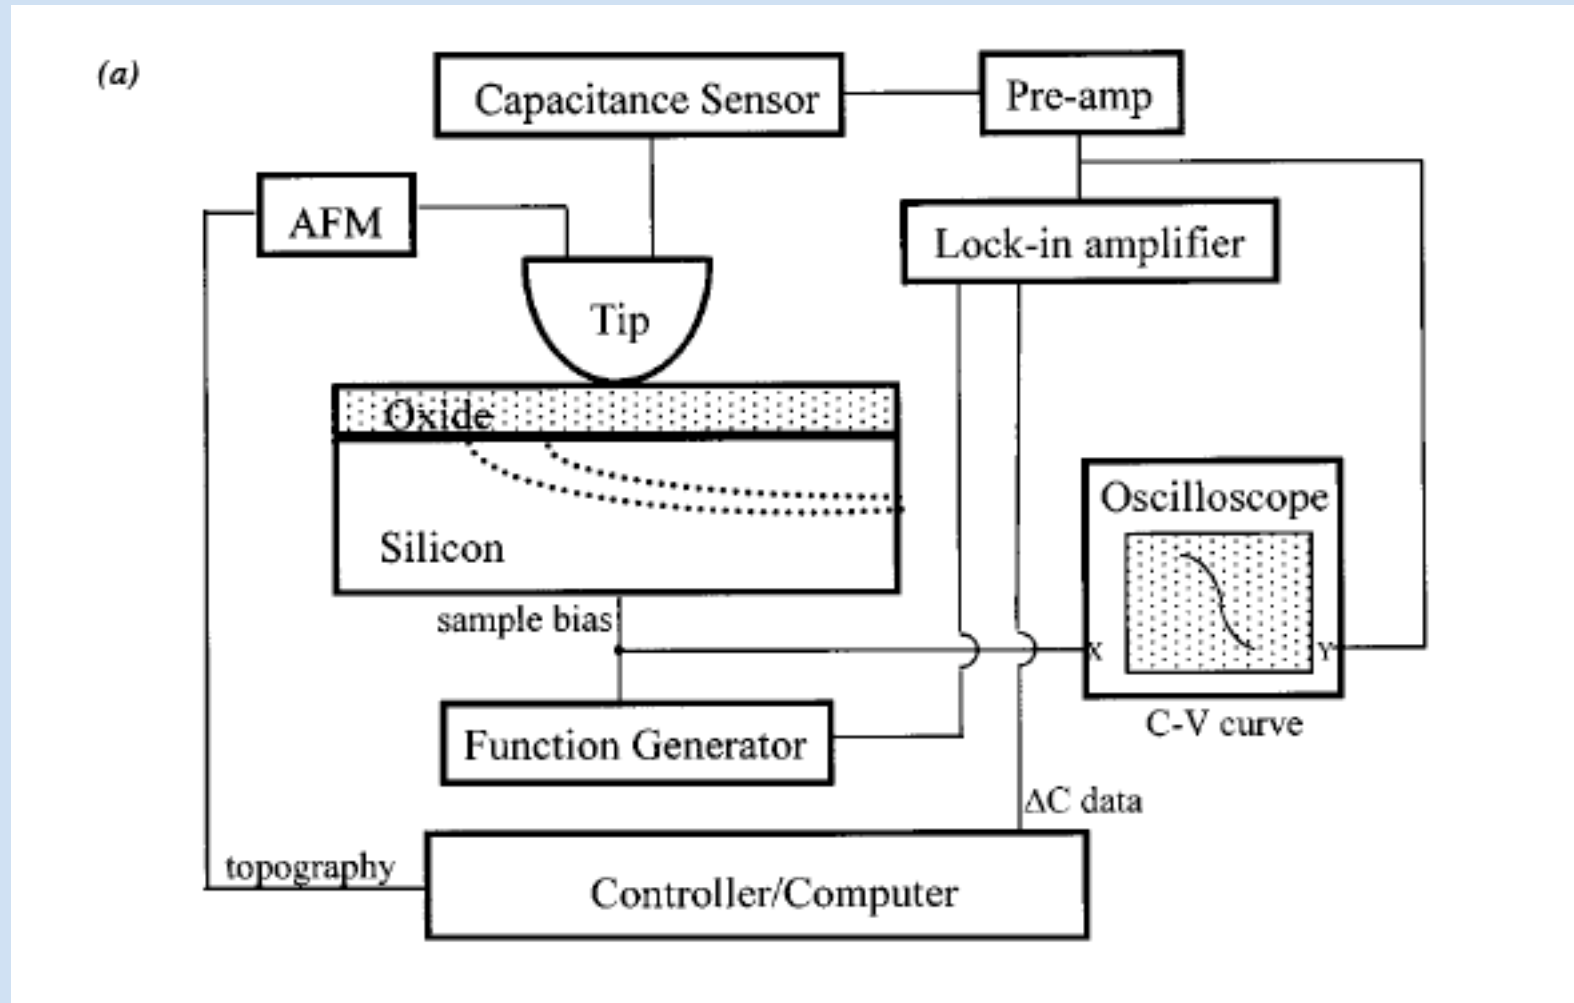 (a)
Capacitance Sensor
Pre-amp
AFM
Lock-in amplifier
Tip
Oxide
Oscilloscope
Silicon
sample bias
X
Y
C-V curve
Function Generator
ΔC data
topography
Controller/Computer